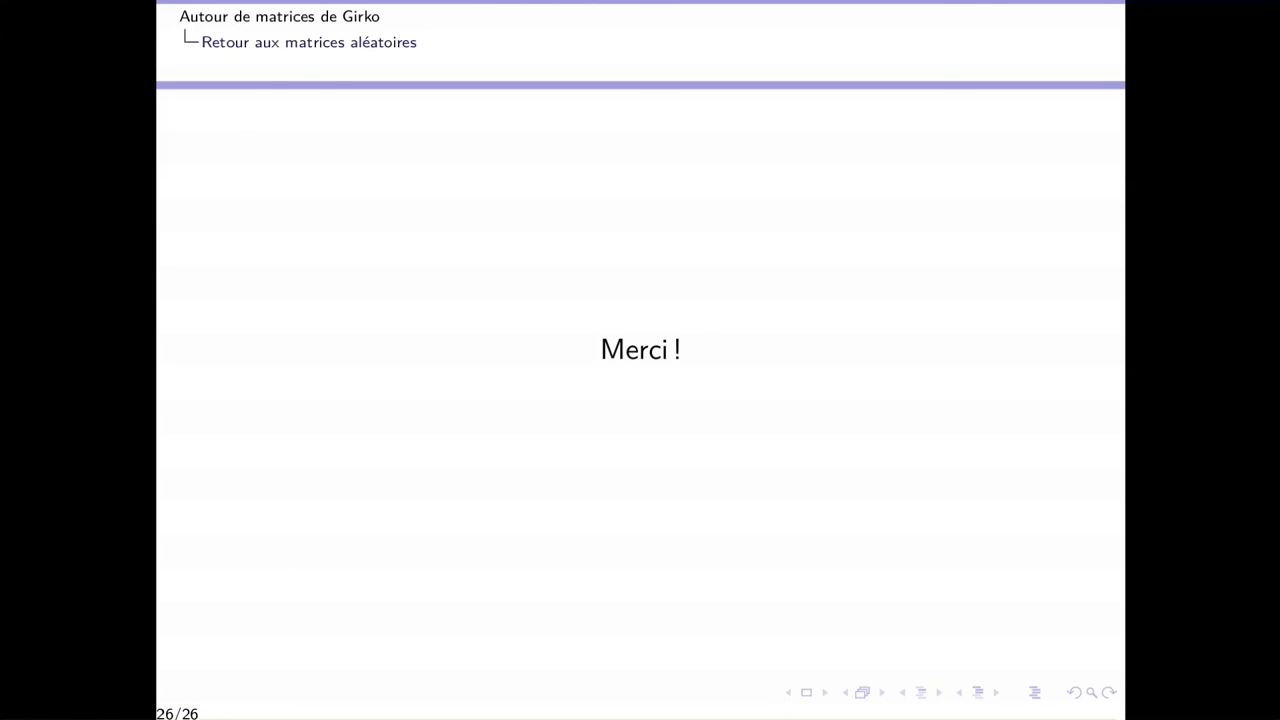 Autour de matrices de Girko
Retour aux matrices aléatoires
Merci !
26/26